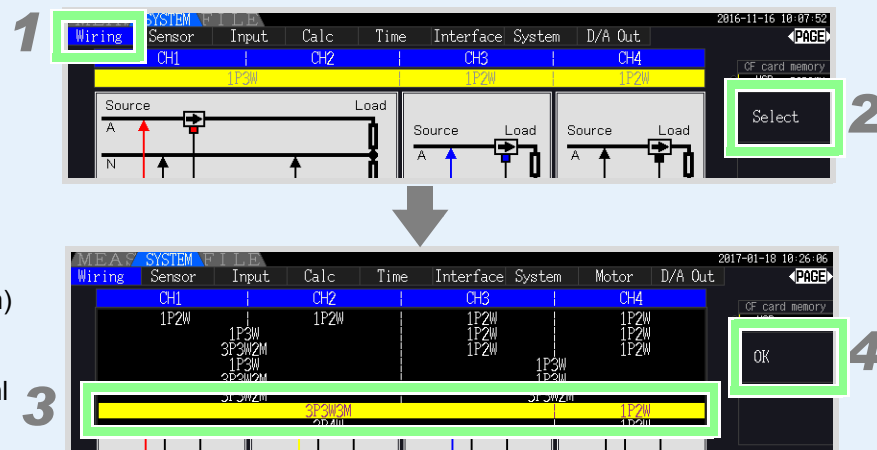 1
MEAS SYSTEM FILE 2016-11-16 10:07:52
Wiring Sensor Input Calc Time Interface System D/A Out PAGE
CH1 CH2 CH3 CH4
CF card memory
1P3W 1P2W 1P2W
Source Load
A
N
Source Load
A
Source Load
A
Select
2
MEAS SYSTEM FILE 2017-01-18 10:26:06
Wiring Sensor Input Calc Time Interface System Motor D/A Out PAGE
CH1 CH2 CH3 CH4
CF card memory
1P2W 1P2W 1P2W 1P2W
1P3W 1P2W 1P2W
3P3W2M 1P2W 1P2W
1P3W 1P3W
3P3W2M 1P3W
3P3W2M 3P3W2M
3P3W3M 1P2W
3P4W 1P2W
OK
4
3